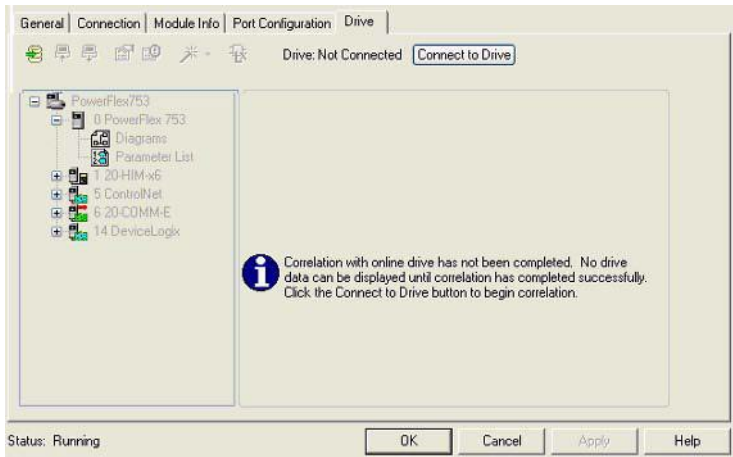 General Connection Module Info Port Configuration Drive
Drive: Not Connected Connect to Drive
PowerFlex753
0 PowerFlex 753
Diagrams
Parameter List
1 20-HIM-x6
5 ControlNet
6 20-COMM-E
14 DeviceLogix
Correlation with online drive has not been completed. No drive
data can be displayed until correlation has completed successfully.
Click the Connect to Drive button to begin correlation.
Status: Running OK Cancel Apply Help